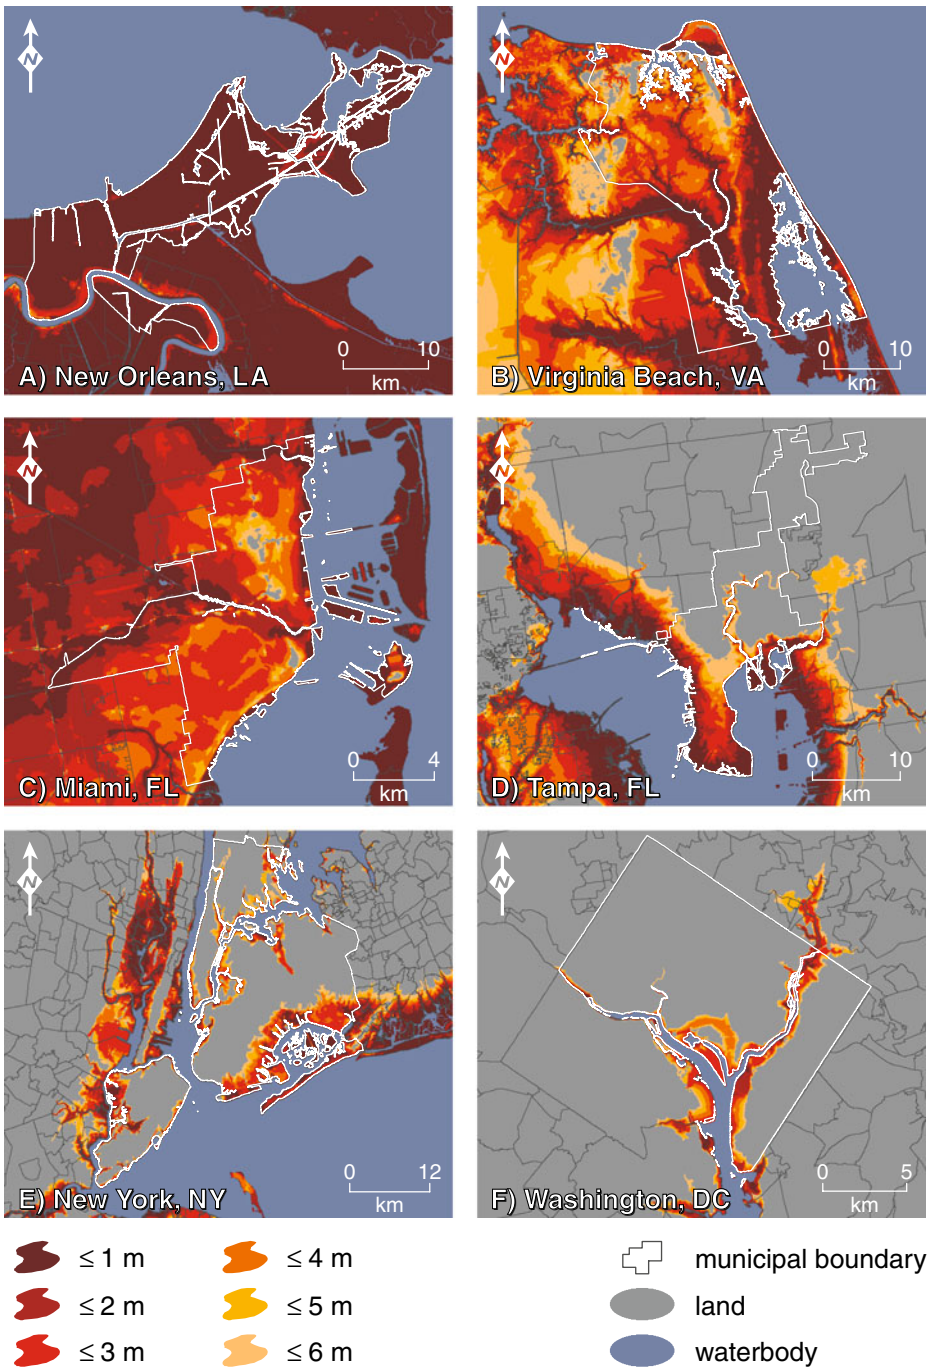 N
N
0 10
km
A) New Orleans, LA
0 10
km
B) Virginia Beach, VA
N
N
0 4
km
C) Miami, FL
0 10
km
D) Tampa, FL
N
N
0 12
km
E) New York, NY
0 5
km
F) Washington, DC
≤ 1 m ≤ 4 m municipal boundary
≤ 2 m ≤ 5 m land
≤ 3 m ≤ 6 m waterbody